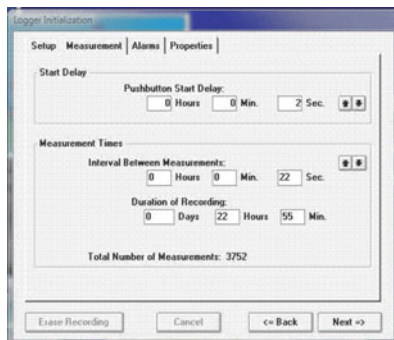 Logger Initialization
Setup Measurement Alarms Properties
Start Delay
Pushbutton Start Delay:
0 Hours 0 Min. 2 Sec.
Measurement Times
Interval Between Measurements:
0 Hours 0 Min. 22 Sec.
Duration of Recording:
0 Days 22 Hours 55 Min.
Total Number of Measurements: 3752
Erase Recording Cancel <= Back Next =>